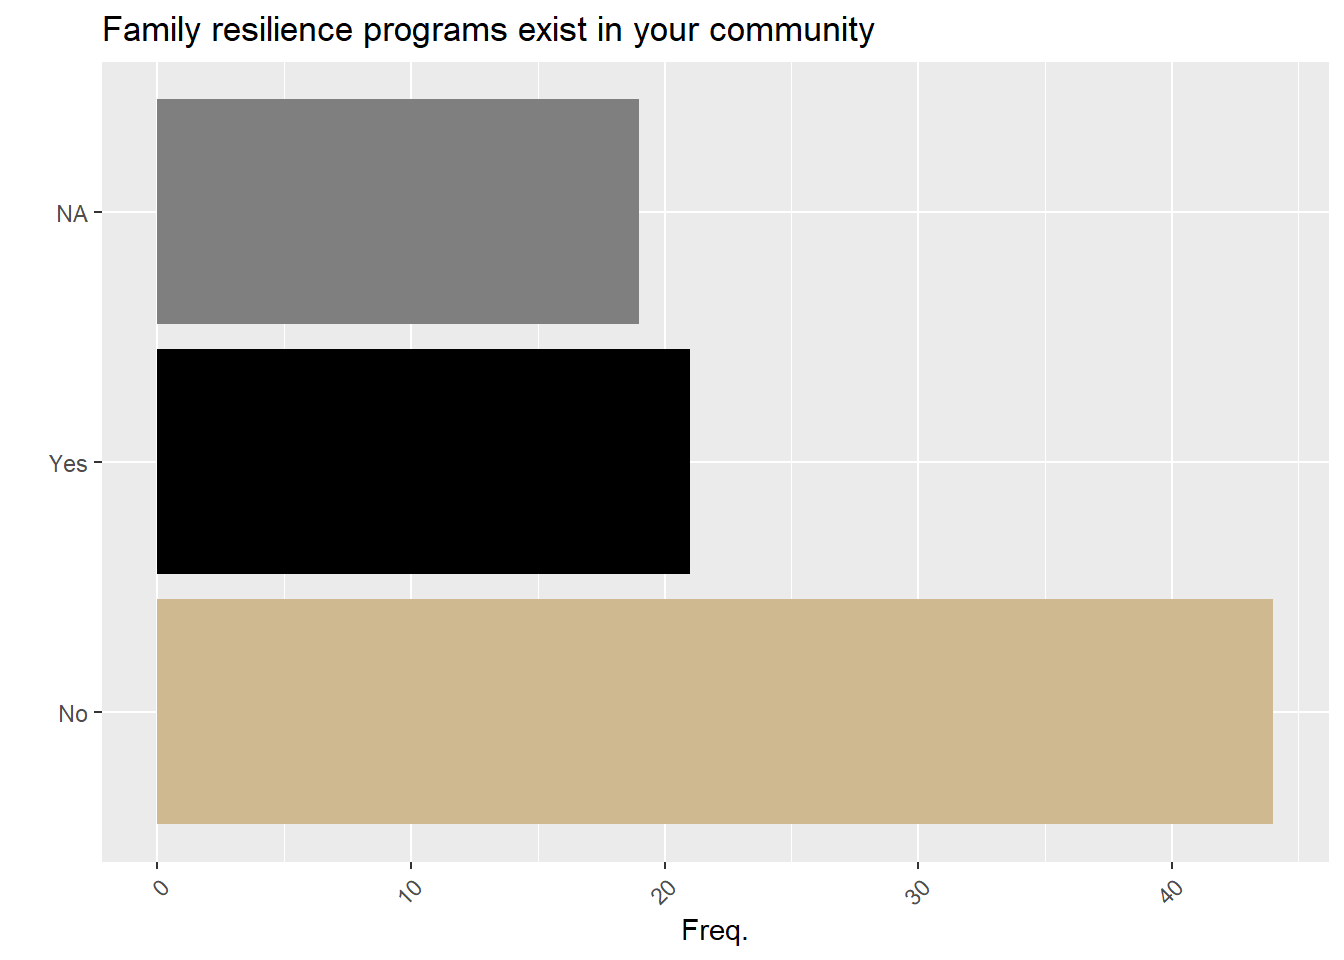 Family resilience programs exist in your community
NA
Yes
No
0
10
20
30
40
Freq.